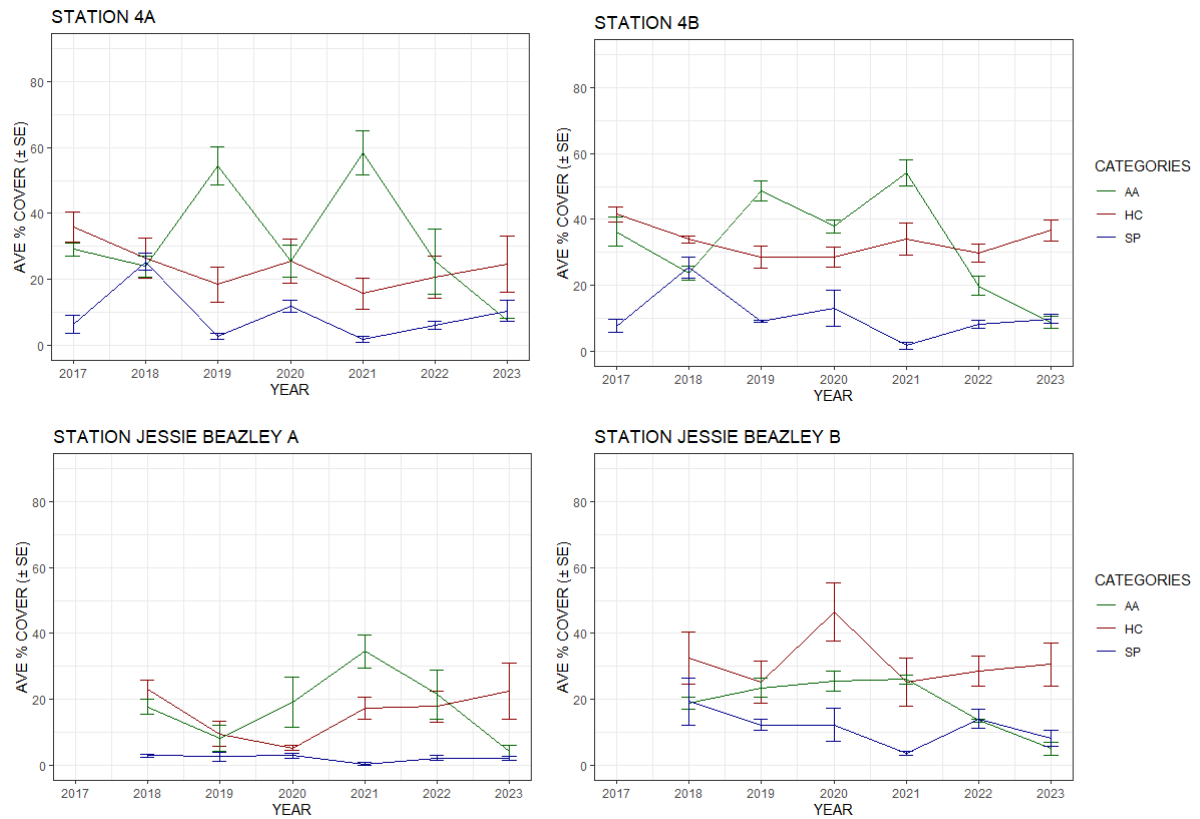 STATION 4A
AVE % COVER (± SE)
80
60
40
20
0
2017 2018 2019 2020 2021 2022 2023
YEAR
STATION 4B
AVE % COVER (± SE)
80
60
40
20
0
2017 2018 2019 2020 2021 2022 2023
YEAR
CATEGORIES
AA
HC
SP
STATION JESSIE BEAZLEY A
AVE % COVER (± SE)
80
60
40
20
0
2017 2018 2019 2020 2021 2022 2023
YEAR
STATION JESSIE BEAZLEY B
AVE % COVER (± SE)
80
60
40
20
0
2017 2018 2019 2020 2021 2022 2023
YEAR
CATEGORIES
AA
HC
SP